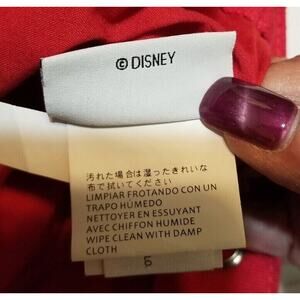 © DISNEY
汚れた場合は湿ったきれいな
布で拭いてください
LIMPIAR FROTANDO CON UN
TRAPO HÚMEDO
NETTOYER EN ESSUYANT
AVEC CHIFFON HUMIDE
WIPE CLEAN WITH DAMP
CLOTH